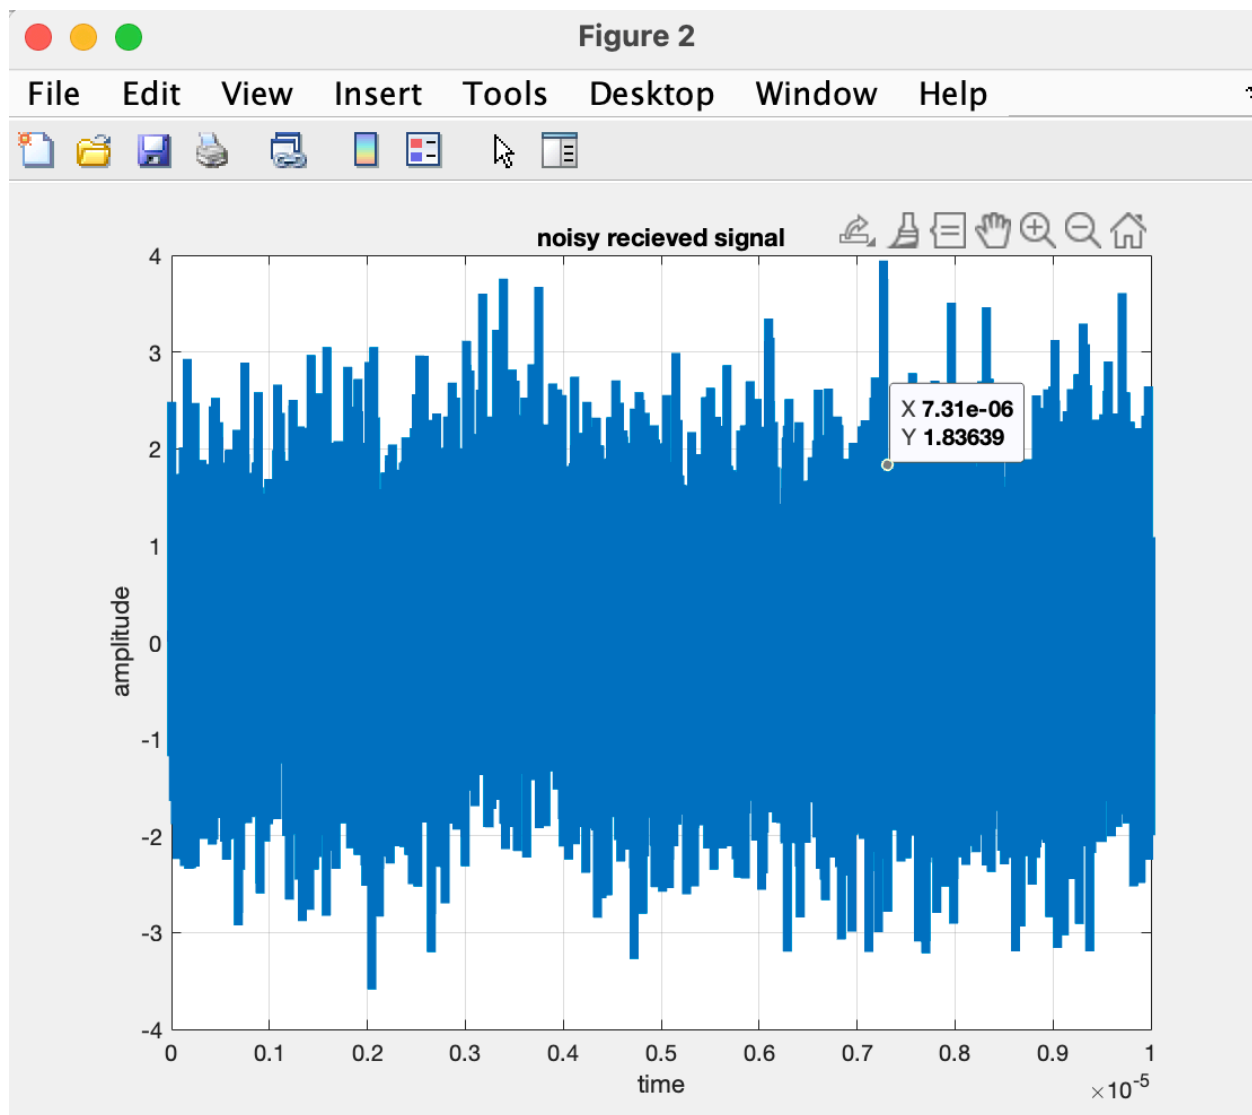 Figure 2
File Edit View Insert Tools Desktop Window Help
noisy recieved signal
4
3
2
1
0
-1
-2
-3
-4
amplitude
X 7.31e-06
Y 1.83639
0 0.1 0.2 0.3 0.4 0.5 0.6 0.7 0.8 0.9 1
time
×10-5